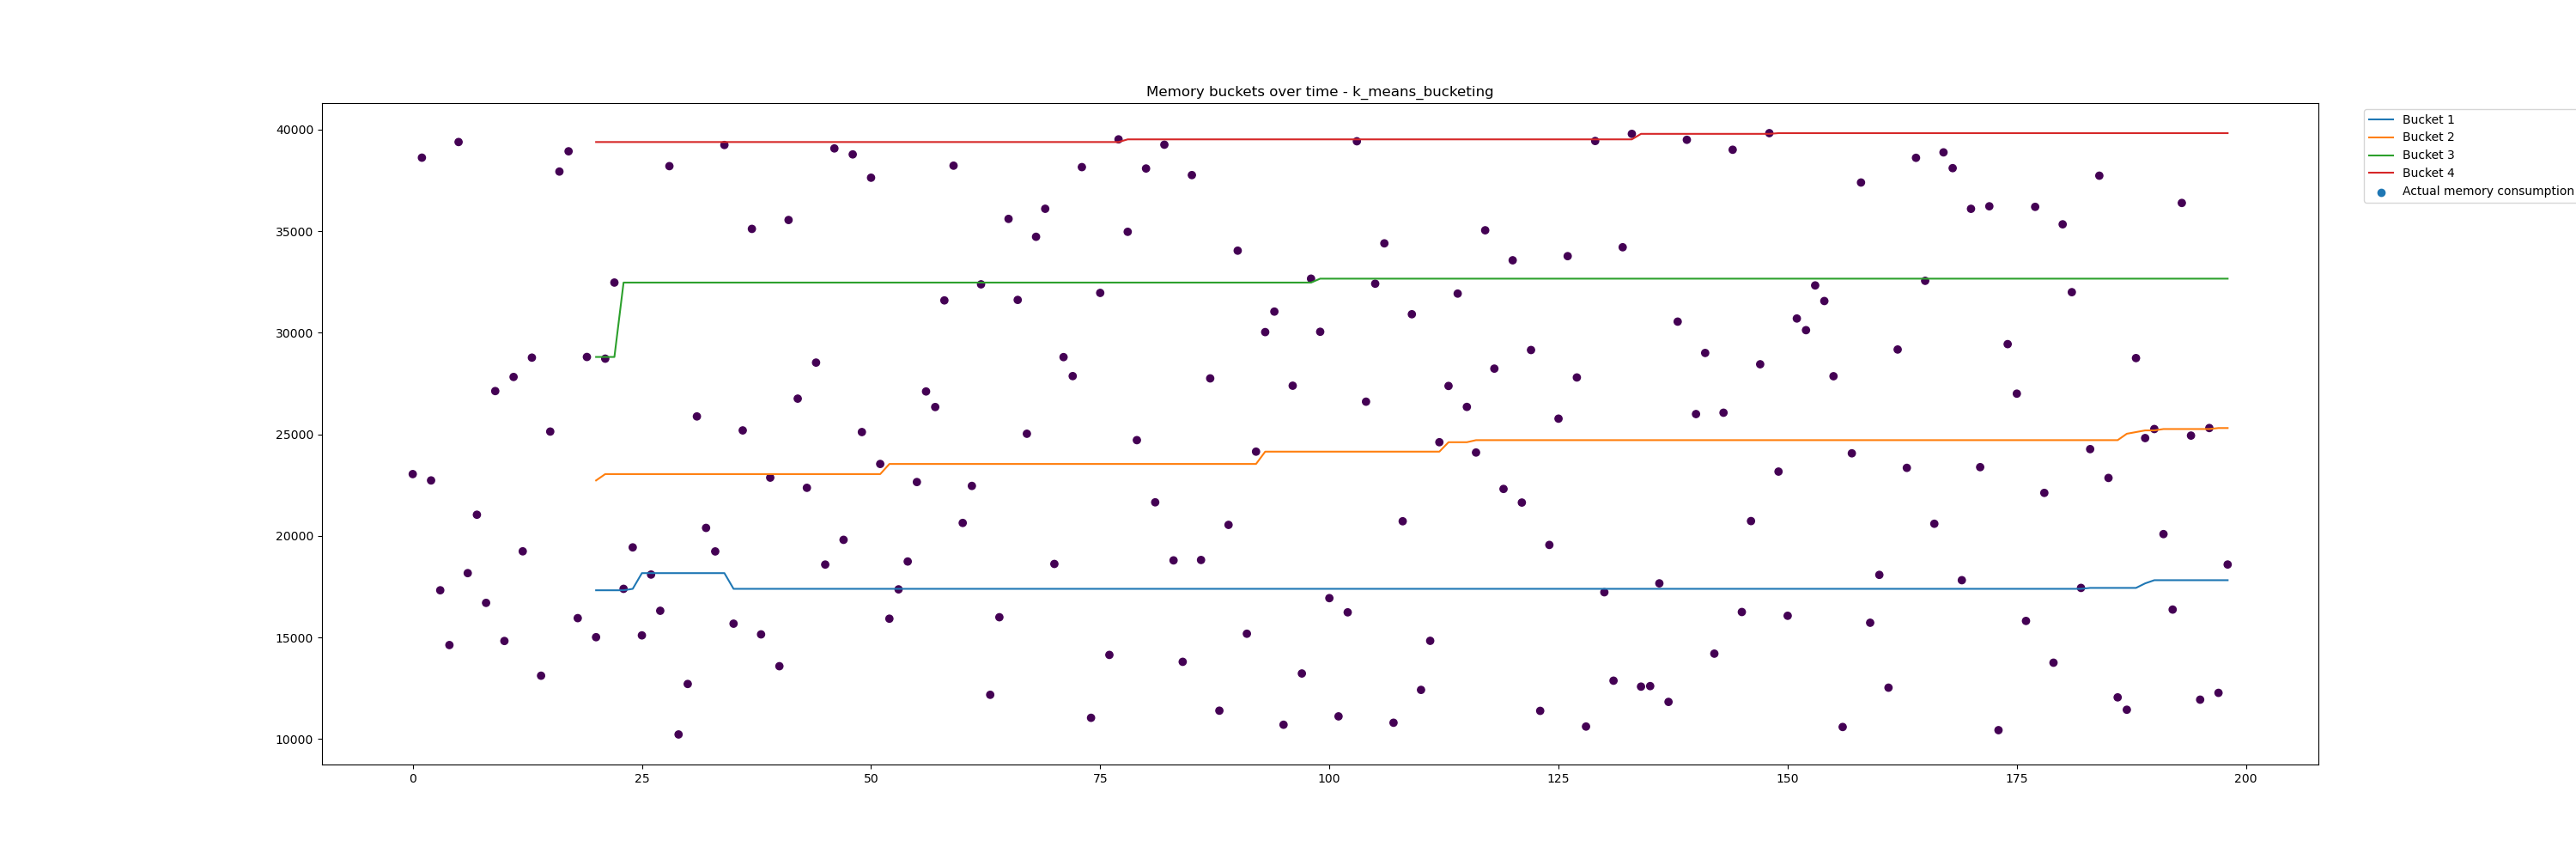 Memory buckets over time - k_means_bucketing
40000
35000
30000
25000
20000
15000
10000
0 25 50 75 100 125 150 175 200
Bucket 1
Bucket 2
Bucket 3
Bucket 4
Actual memory consumption